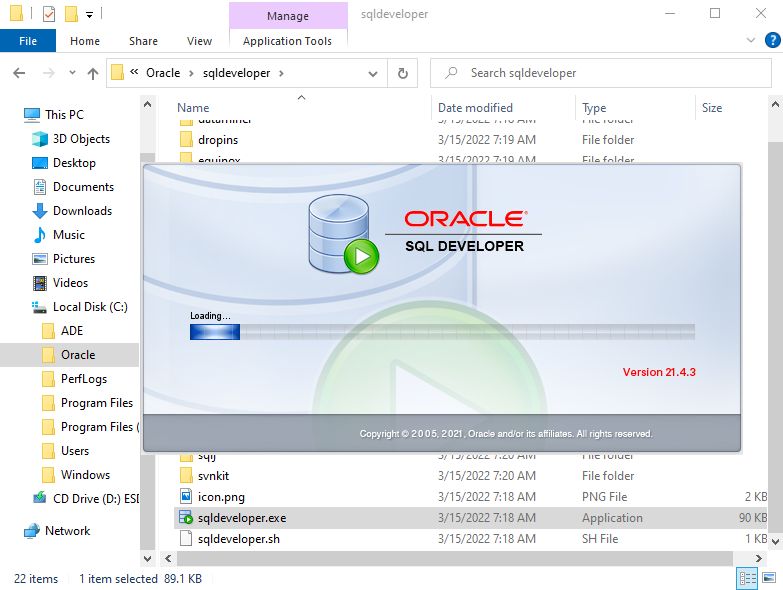 Manage
sqldeveloper
File
Home
Share
View
Application Tools
?
« Oracle › sqldeveloper ›
Search sqldeveloper
Name
Date modified
Type
Size
This PC
3D Objects
Desktop
Documents
Downloads
Music
Pictures
Videos
Local Disk (C:)
ADE
Oracle
PerfLogs
Program Files
Program Files (
Users
Windows
CD Drive (D:) ESD
Network
dataminer 3/15/2022 7:18 AM File folder
dropins 3/15/2022 7:19 AM File folder
equinox 3/15/2022 7:19 AM File folder
ORACLE®
SQL DEVELOPER
Loading...
Version 21.4.3
Copyright © 2005, 2021, Oracle and/or its affiliates. All rights reserved.
sqlj 3/15/2022 7:20 AM File folder
svnkit 3/15/2022 7:20 AM File folder
icon.png 3/15/2022 7:18 AM PNG File 2 KB
sqldeveloper.exe 3/15/2022 7:18 AM Application 90 KB
sqldeveloper.sh 3/15/2022 7:18 AM SH File 1 KB
22 items
1 item selected 89.1 KB